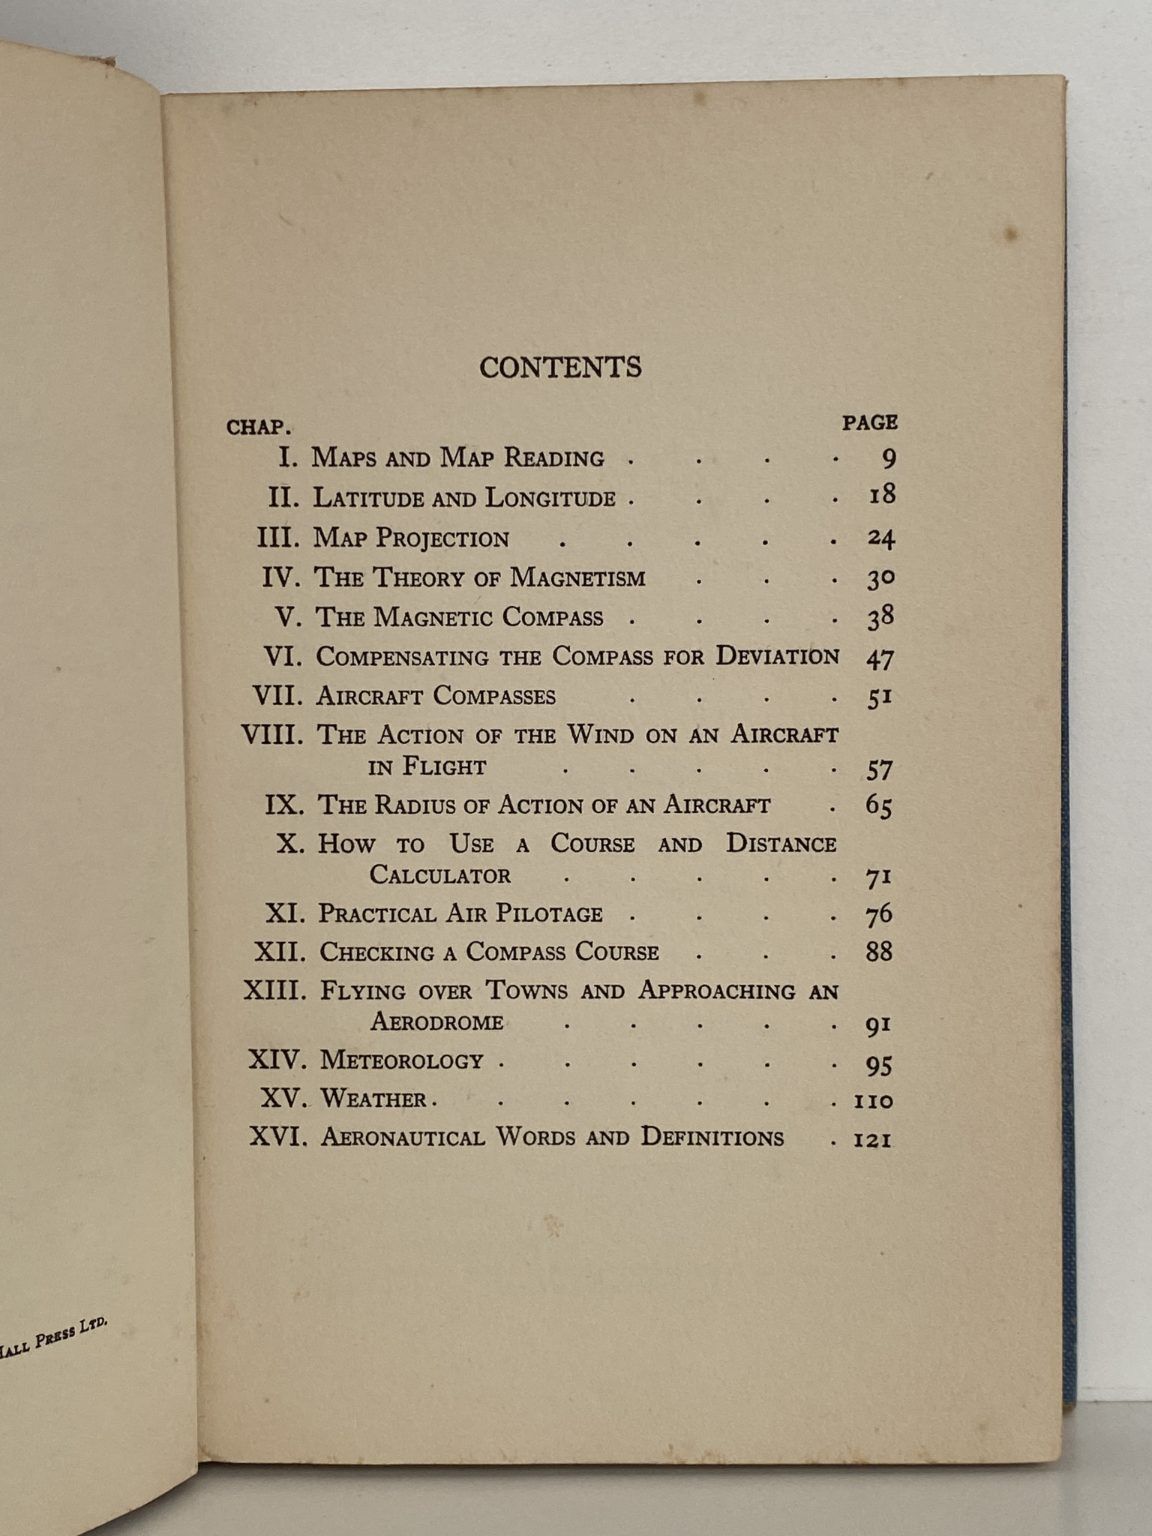 CONTENTS
CHAP. PAGE
I. MAPS AND MAP READING . . . . 9
II. LATITUDE AND LONGITUDE . . . . 18
III. MAP PROJECTION . . . . . 24
IV. THE THEORY OF MAGNETISM . . . 30
V. THE MAGNETIC COMPASS . . . . 38
VI. COMPENSATING THE COMPASS FOR DEVIATION 47
VII. AIRCRAFT COMPASSES . . . . 51
VIII. THE ACTION OF THE WIND ON AN AIRCRAFT
IN FLIGHT . . . . . 57
IX. THE RADIUS OF ACTION OF AN AIRCRAFT . 65
X. HOW TO USE A COURSE AND DISTANCE
CALCULATOR . . . . . 71
XI. PRACTICAL AIR PILOTAGE . . . . 76
XII. CHECKING A COMPASS COURSE . . . 88
XIII. FLYING OVER TOWNS AND APPROACHING AN
AERODROME . . . . . 91
XIV. METEOROLOGY . . . . . . 95
XV. WEATHER . . . . . . . 110
XVI. AERONAUTICAL WORDS AND DEFINITIONS . 121
HALL PRESS LTD.